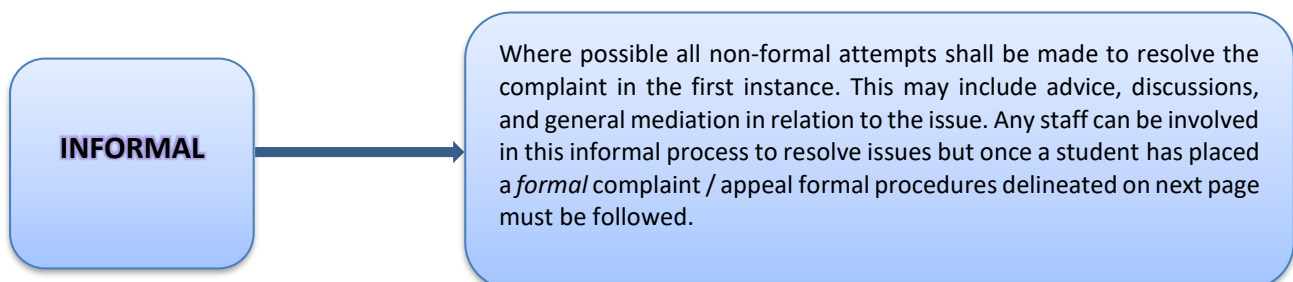 INFORMAL
Where possible all non-formal attempts shall be made to resolve the
complaint in the first instance. This may include advice, discussions,
and general mediation in relation to the issue. Any staff can be involved
in this informal process to resolve issues but once a student has placed
a formal complaint / appeal formal procedures delineated on next page
must be followed.